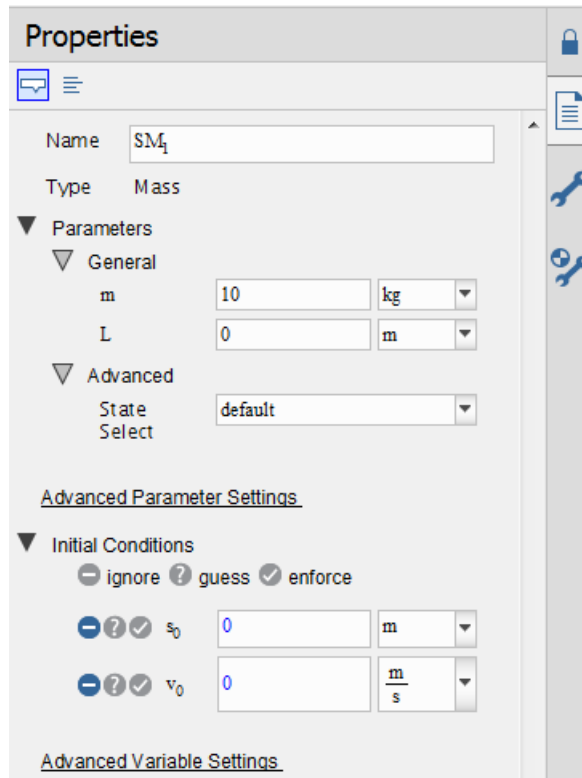 Properties
Name SM₁
Type Mass
Parameters
General
m 10 kg
L 0 m
Advanced
State Select default
Advanced Parameter Settings
Initial Conditions
ignore ? guess enforce
? s₀ 0 m
? v₀ 0 m/s
Advanced Variable Settings